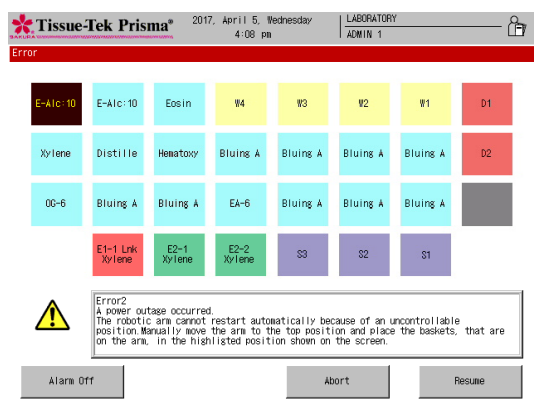 Tissue-Tek Prisma®
SAKURA
2017, April 5, Wednesday
4:08 pm
LABORATORY
ADMIN 1
Error
E-Alc:10 E-Alc:10 Eosin W4 W3 W2 W1 D1
Xylene Distille Hematoxy Bluing A Bluing A Bluing A Bluing A D2
OG-6 Bluing A Bluing A EA-6 Bluing A Bluing A Bluing A
E1-1 Lnk E2-1 E2-2 S3 S2 S1
Xylene Xylene Xylene
Error2
A power outage occurred.
The robotic arm cannot restart automatically because of an uncontrollable
position.Manually move the arm to the top position and place the baskets, that are
on the arm, in the highligted position shown on the screen.
Alarm Off Abort Resume